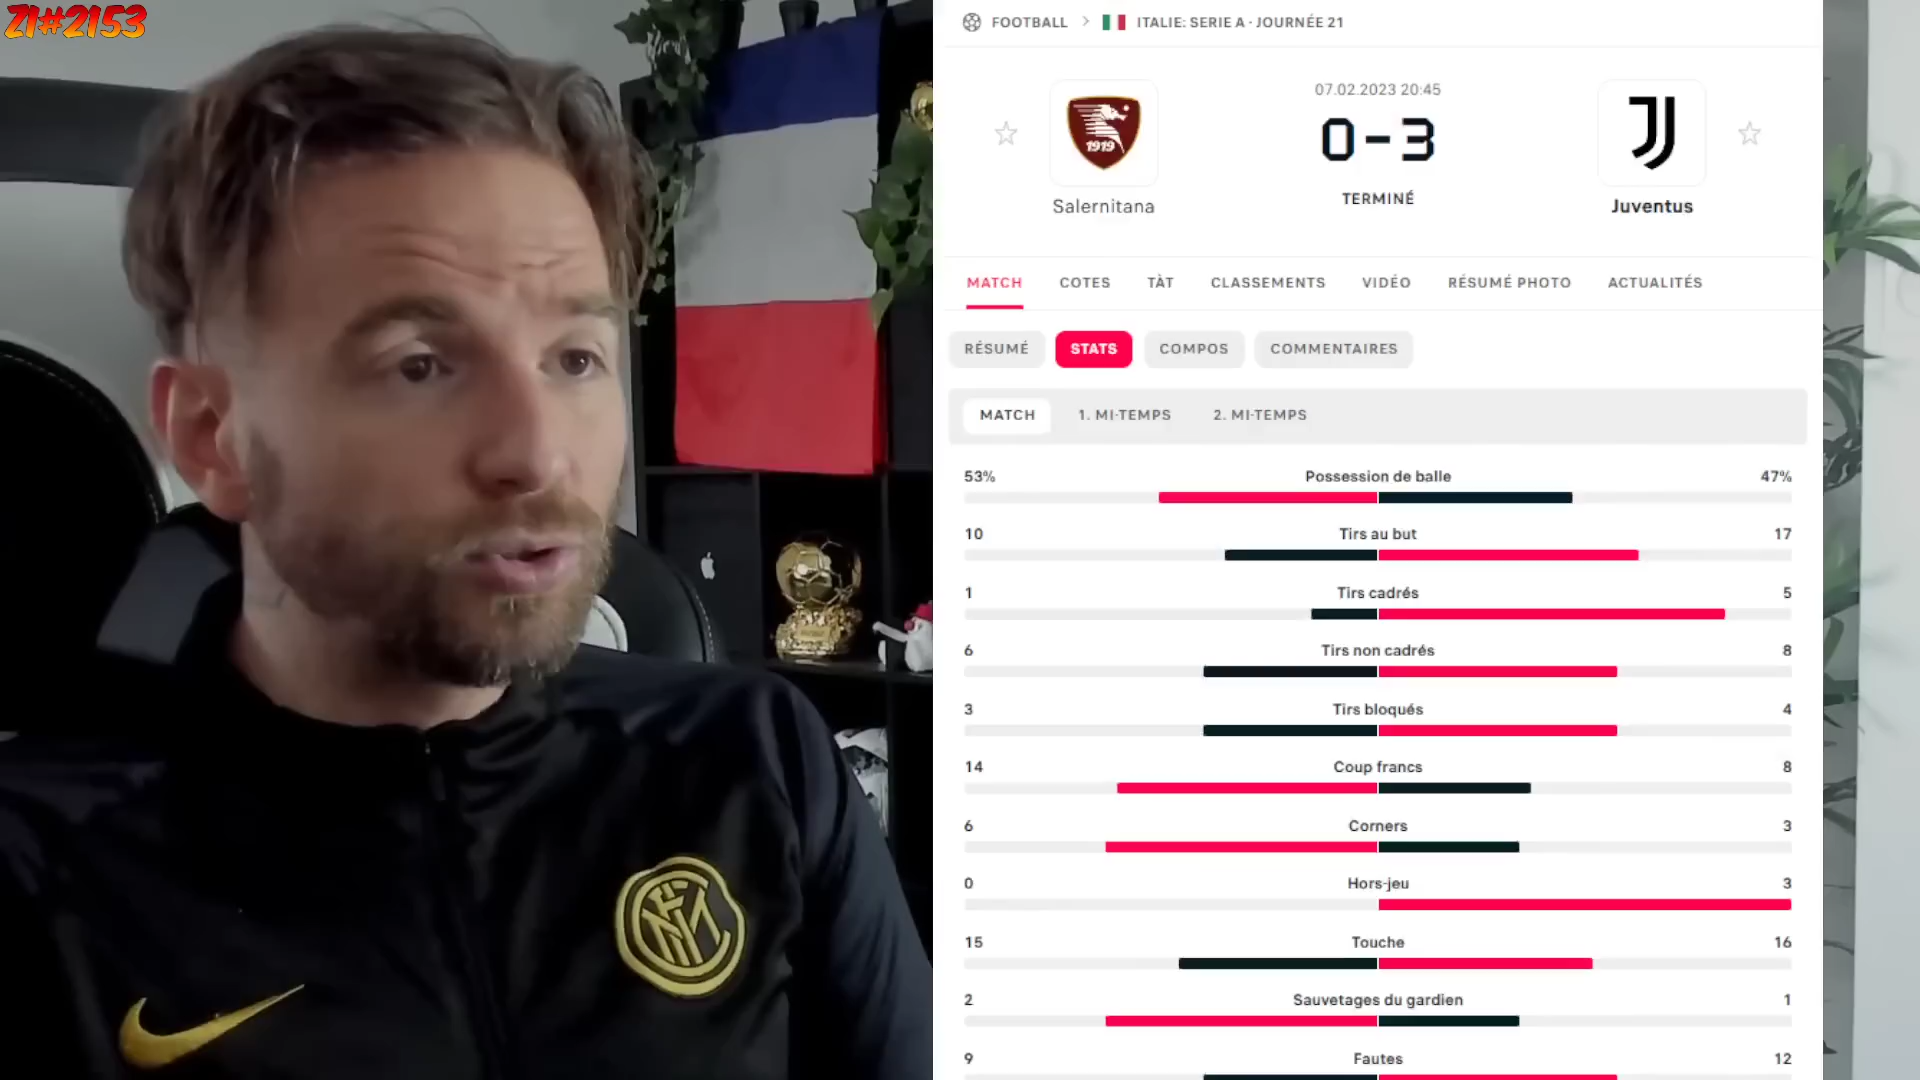 Z1#2153
FOOTBALL > ITALIE: SERIE A - JOURNÉE 21
07.02.2023 20:45
0-3
TERMINÉ
1919
Salernitana
Juventus
MATCH COTES TÀT CLASSEMENTS VIDÉO RÉSUMÉ PHOTO ACTUALITÉS
RÉSUMÉ STATS COMPOS COMMENTAIRES
MATCH 1. MI-TEMPS 2. MI-TEMPS
53% Possession de balle 47%
10 Tirs au but 17
1 Tirs cadrés 5
6 Tirs non cadrés 8
3 Tirs bloqués 4
14 Coup francs 8
6 Corners 3
0 Hors-jeu 3
15 Touche 16
2 Sauvetages du gardien 1
9 Fautes 12